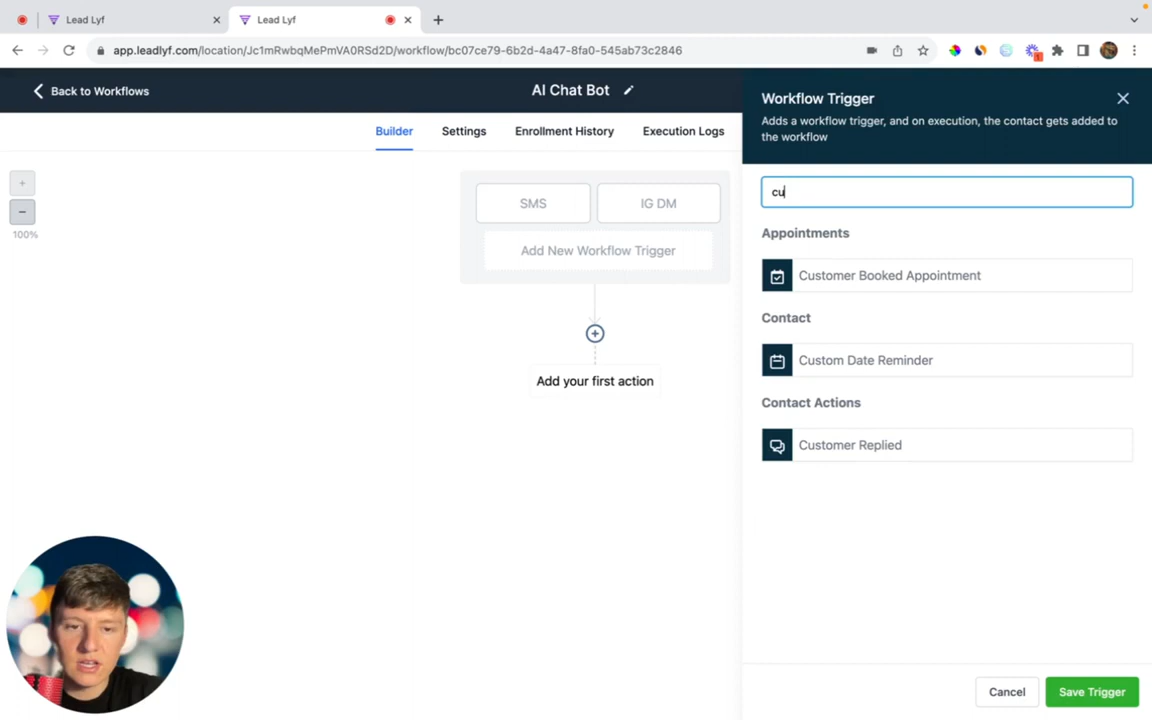 Lead Lyf
Lead Lyf
app.leadlyf.com/location/Jc1mRwbqMePmVA0RSd2D/workflow/bc07ce79-6b2d-4a47-8fa0-545ab73c2846
Back to Workflows
AI Chat Bot
Builder
Settings
Enrollment History
Execution Logs
100%
SMS
IG DM
Add New Workflow Trigger
Add your first action
Workflow Trigger
Adds a workflow trigger, and on execution, the contact gets added to
the workflow
cu
Appointments
Customer Booked Appointment
Contact
Custom Date Reminder
Contact Actions
Customer Replied
Cancel
Save Trigger